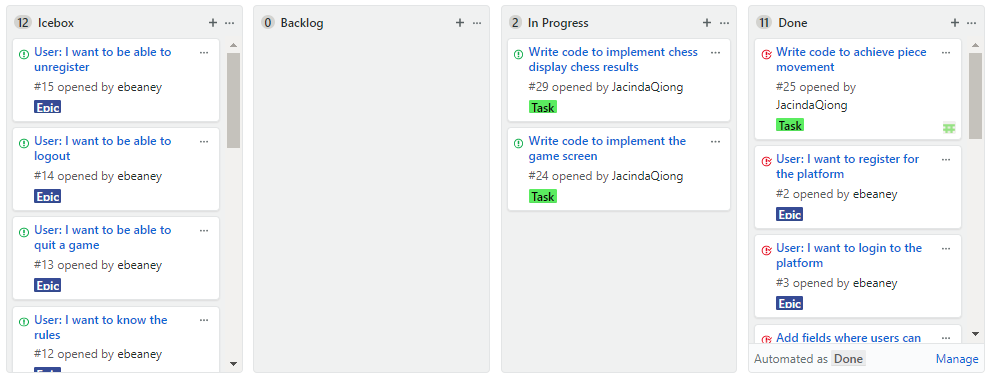 12 Icebox
User: I want to be able to
unregister
#15 opened by ebeaney
Epic
User: I want to be able to
logout
#14 opened by ebeaney
Epic
User: I want to be able to
quit a game
#13 opened by ebeaney
Epic
User: I want to know the
rules
#12 opened by ebeaney
Epic
0 Backlog
2 In Progress
Write code to implement chess
display chess results
#29 opened by JacindaQiong
Task
Write code to implement the
game screen
#24 opened by JacindaQiong
Task
11 Done
Write code to achieve piece
movement
#25 opened by
JacindaQiong
Task
User: I want to register for
the platform
#2 opened by ebeaney
Epic
User: I want to login to the
platform
#3 opened by ebeaney
Epic
Add fields where users can
Automated as Done Manage